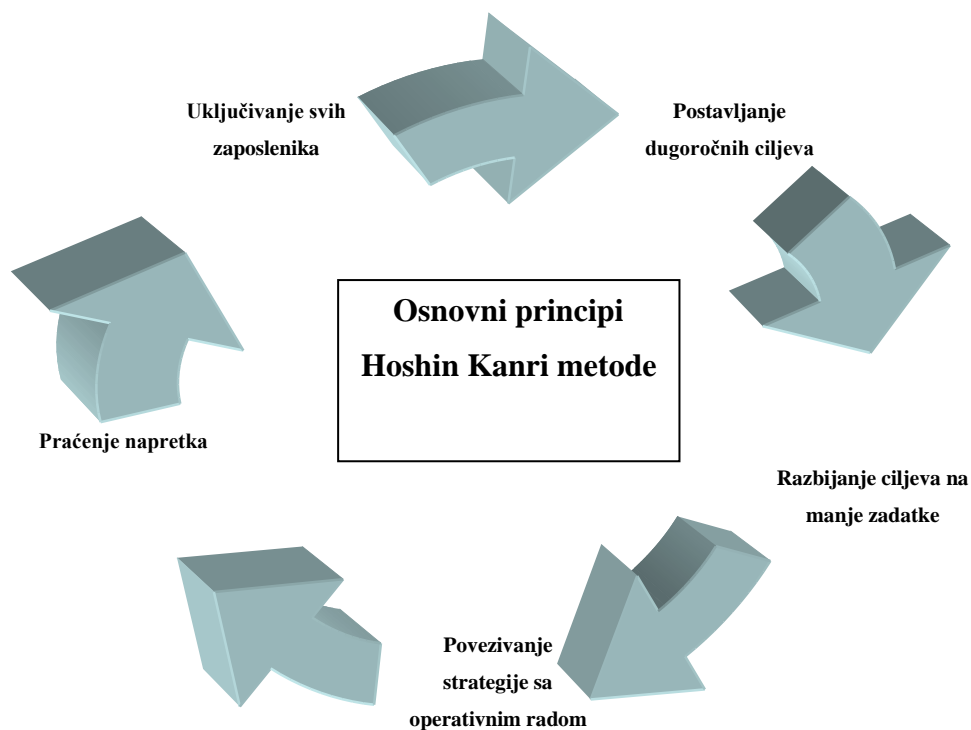 Uključivanje svih
zaposlenika
Postavljanje
dugoročnih ciljeva
Osnovni principi
Hoshin Kanri metode
Praćenje napretka
Razbijanje ciljeva na
manje zadatke
Povezivanje
strategije sa
operativnim radom